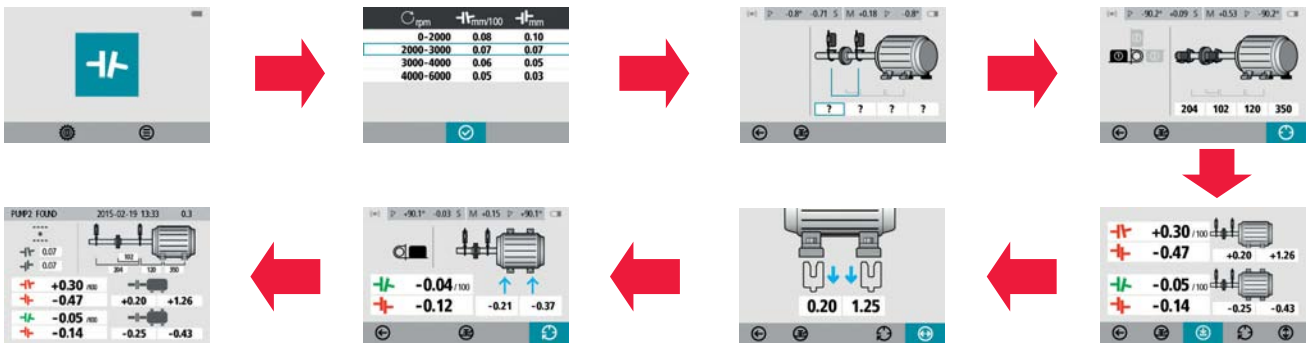 rpm mm/100 mm
0-2000 0.08 0.10
2000-3000 0.07 0.07
3000-4000 0.06 0.05
4000-6000 0.05 0.03
-0.8° -0.71 S M +0.18 -0.8°
? ? ? ?
-90.2° +0.09 S M +0.53 -90.2°
204 102 120 350
+0.30 /100
-0.47 +0.20 +1.26
-0.05 /100
-0.14 -0.25 -0.43
0.20 1.25
+90.1° -0.03 S M +0.15 +90.1°
-0.04 /100
-0.12 -0.21 -0.37
PUMP2 FOUND 2015-02-19 13:33 0.3
0.07
0.07
102
204 120 350
+0.30 /100
-0.47 +0.20 +1.26
-0.05 /100
-0.14 -0.25 -0.43